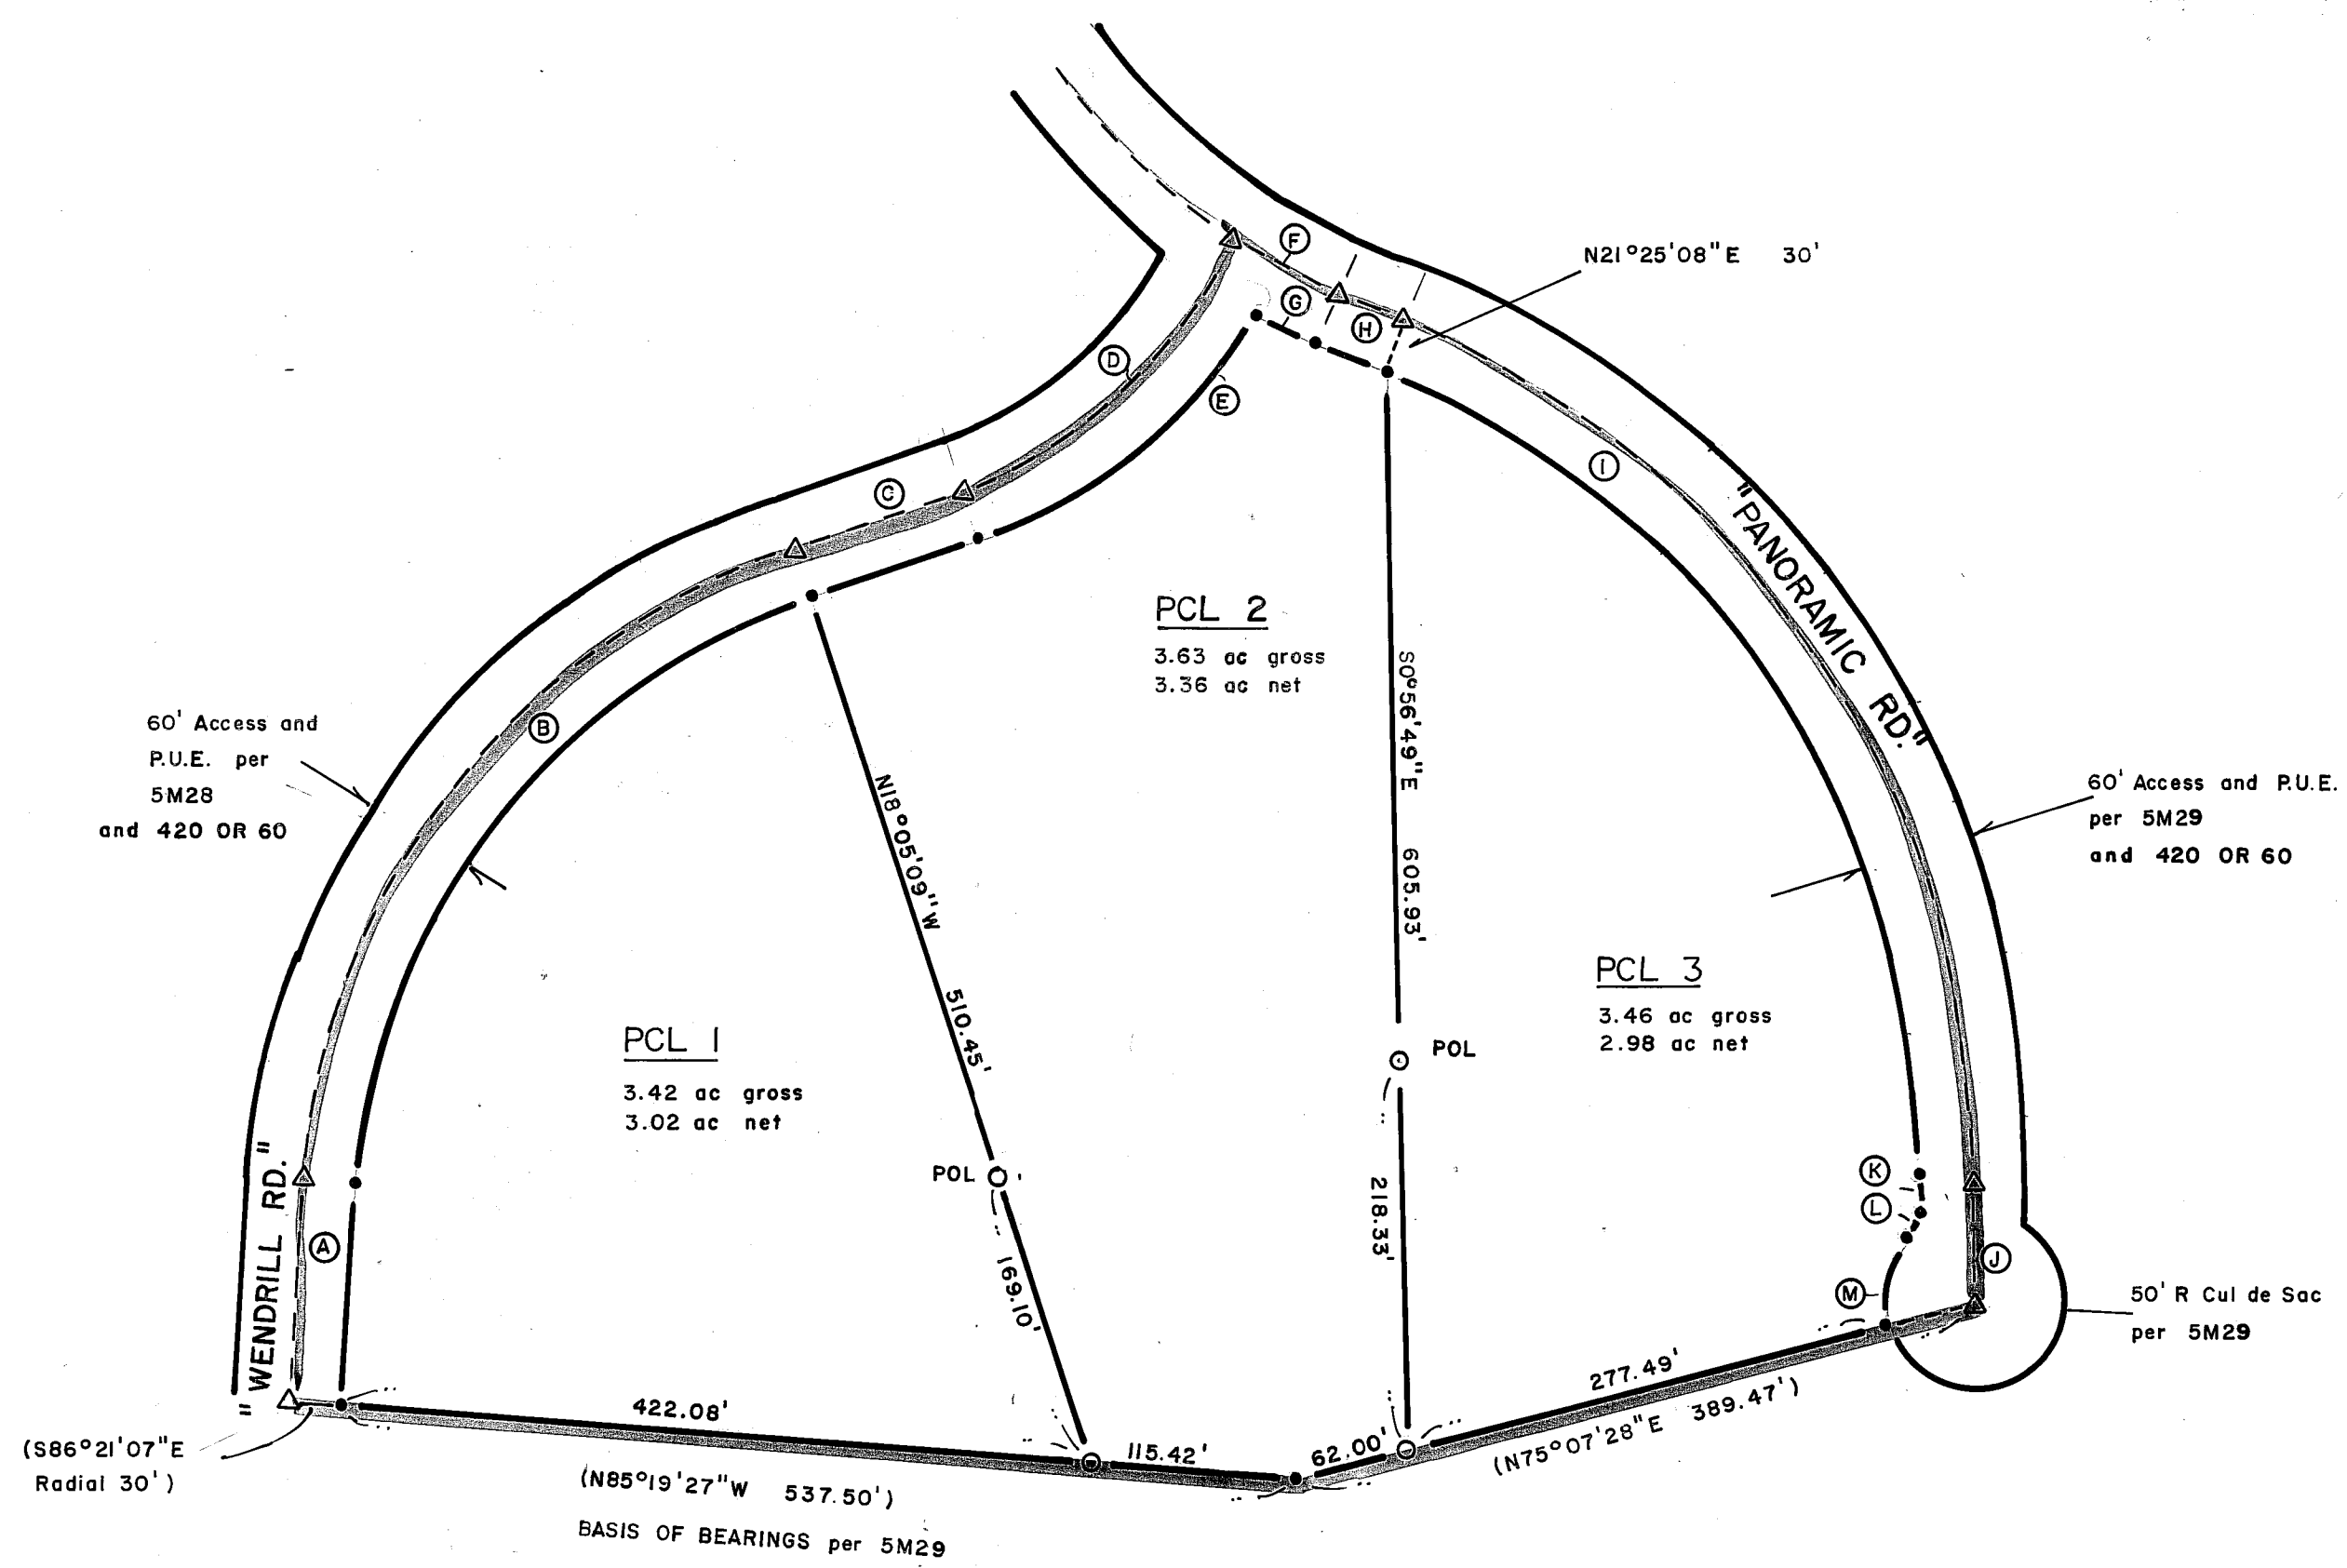 F
G
H
N21°25'08"E 30'
D
E
C
I
"PANORAMIC RD."
PCL 2
3.63 ac gross
3.36 ac net
S0°56'49"E 605.93'
60' Access and
P.U.E. per
5M28
and 420 OR 60
B
N18°05'09"W 510.45'
60' Access and P.U.E.
per 5M29
and 420 OR 60
PCL 3
3.46 ac gross
2.98 ac net
PCL 1
3.42 ac gross
3.02 ac net
POL
POL
218.33'
169.10'
K
L
J
M
"WENDRILL RD."
A
50' R Cul de Sac
per 5M29
422.08'
115.42'
62.00'
277.49'
(N75°07'28"E 389.47')
(S86°21'07"E
Radial 30')
(N85°19'27"W 537.50')
BASIS OF BEARINGS per 5M29